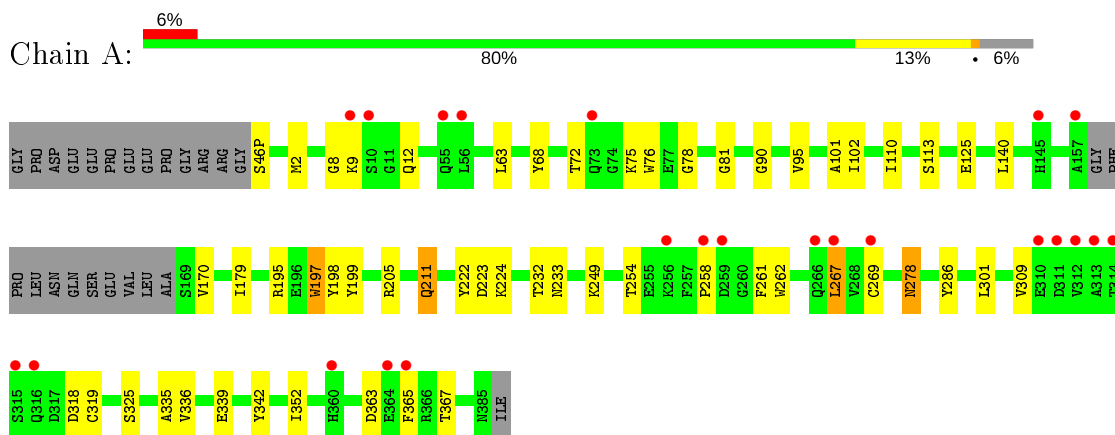 6%
Chain A:
80%
13%
•
6%
GLY PRO ASP GLU GLU PRO GLU GLU PRO GLY ARG ARG GLY S46P M2 G8 K9 S10 G11 Q12 Q55 L56 L63 Y68 T72 Q73 G74 K75 W76 E77 G78 G81 G90 V95 A101 I102 I110 S113 E125 L140 H145 A157 GLY PHE
PRO LEU ASN GLN SER GLU VAL LEU ALA S169 V170 I179 R195 E196 W197 Y198 Y199 R205 Q211 Y222 D223 K224 T232 N233 K249 T254 E255 K256 F257 P258 D259 G260 F261 W262 Q266 L267 V268 C269 N278 Y286 L301 V309 E310 D311 V312 A313 T314
S315 Q316 D317 D318 C319 S325 A335 V336 E339 Y342 I352 H360 D363 E364 F365 R366 T367 N385 ILE